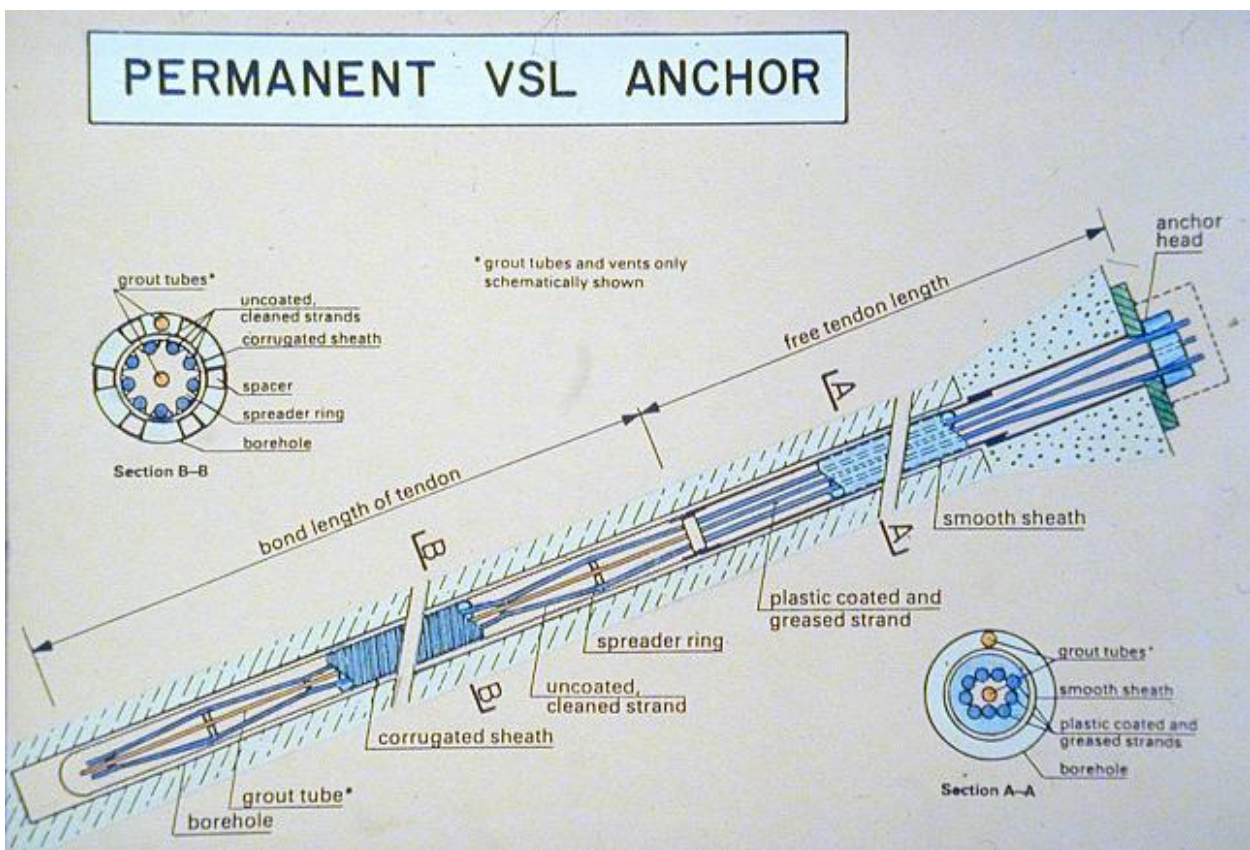 PERMANENT VSL ANCHOR
anchor
head
* grout tubes and vents only
schematically shown
free tendon length
grout tubes*
uncoated,
cleaned strands
corrugated sheath
spacer
spreader ring
borehole
Section B–B
bond length of tendon
A
A
smooth sheath
B
B
plastic coated and
greased strand
spreader ring
uncoated,
cleaned strand
corrugated sheath
grout tube*
borehole
grout tubes*
smooth sheath
plastic coated and
greased strands
borehole
Section A–A